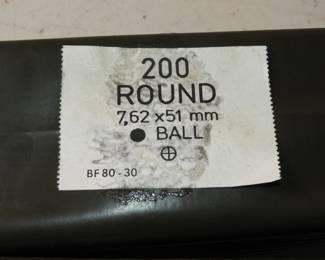 200
ROUND
7,62 x 51 mm
● BALL
⊕
BF 80 - 30